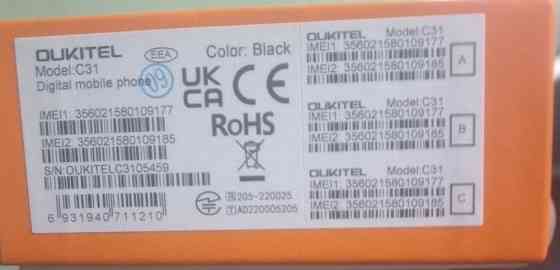 OUKITEL EEA Color: Black
Model:C31
Digital mobile phone 09
UK
CA CE
IMEI1: 356021580109177
IMEI2: 356021580109185
RoHS
S/N:OUKITELC3105459
6 931940 711210
R 205-220025
T AD220005205
OUKITEL Model:C31
IMEI1: 356021580109177
IMEI2: 356021580109185
A
OUKITEL Model:C31
IMEI1: 356021580109177
IMEI2: 356021580109185
B
OUKITEL Model:C31
IMEI1: 356021580109177
IMEI2: 356021580109185
C